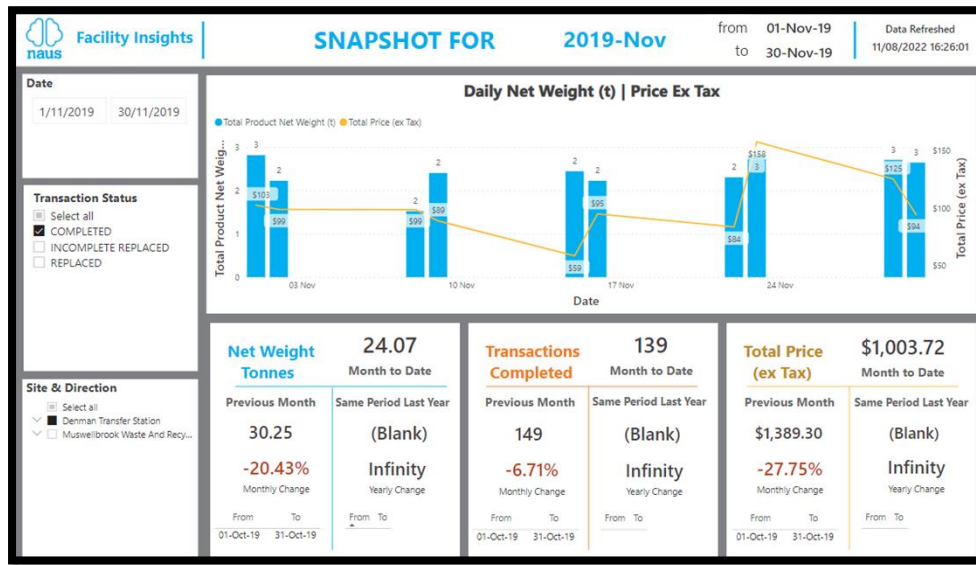 naus
Facility Insights
SNAPSHOT FOR 2019-Nov
from 01-Nov-19
to 30-Nov-19
Data Refreshed
11/08/2022 16:26:01
Date
1/11/2019 30/11/2019
Transaction Status
Select all
COMPLETED
INCOMPLETE REPLACED
REPLACED
Site & Direction
Select all
Denman Transfer Station
Muswellbrook Waste And Recy...
Daily Net Weight (t) | Price Ex Tax
Total Product Net Weight (t) Total Price (ex Tax)
Total Product Net Weig...
3
2
1
0
3 2 2 2 2 2 2 3 3 3
$103 $99 $99 $89 $59 $95 $84 $158 $125 $94
$150
$100
$50
Total Price (ex Tax)
03 Nov 10 Nov 17 Nov 24 Nov
Date
Net Weight Tonnes
24.07
Month to Date
Previous Month Same Period Last Year
30.25 (Blank)
-20.43% Infinity
Monthly Change Yearly Change
From To From To
01-Oct-19 31-Oct-19
Transactions Completed
139
Month to Date
Previous Month Same Period Last Year
149 (Blank)
-6.71% Infinity
Monthly Change Yearly Change
From To From To
01-Oct-19 31-Oct-19
Total Price (ex Tax)
$1,003.72
Month to Date
Previous Month Same Period Last Year
$1,389.30 (Blank)
-27.75% Infinity
Monthly Change Yearly Change
From To From To
01-Oct-19 31-Oct-19